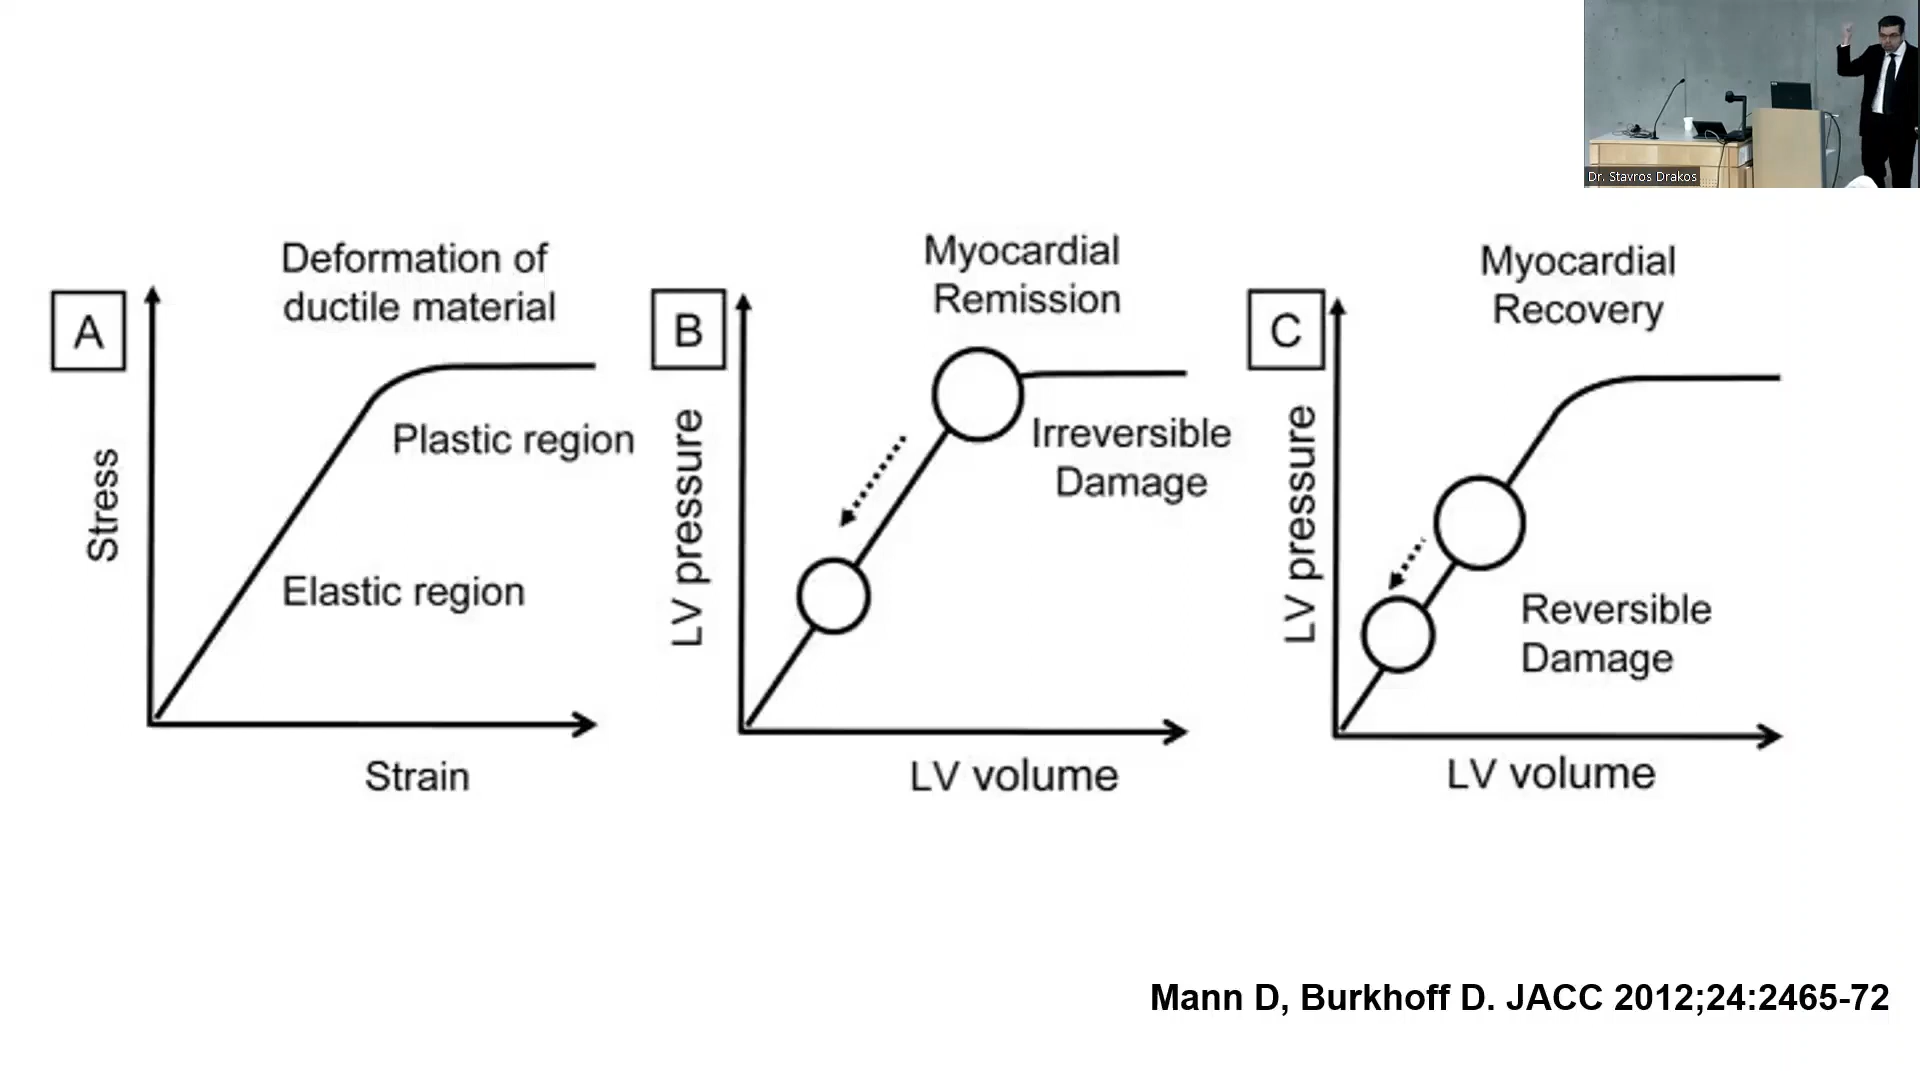 Dr. Stavros Drakos
A
Deformation of
ductile material
Stress
Plastic region
Elastic region
Strain
B
Myocardial
Remission
LV pressure
Irreversible
Damage
LV volume
C
Myocardial
Recovery
LV pressure
Reversible
Damage
LV volume
Mann D, Burkhoff D. JACC 2012;24:2465-72